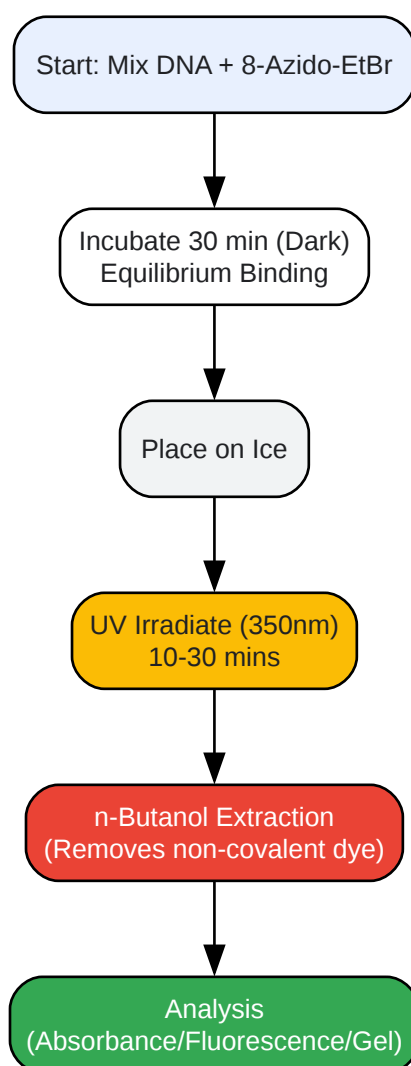 Start: Mix DNA + 8-Azido-EtBr
Incubate 30 min (Dark)
Equilibrium Binding
Place on Ice
UV Irradiate (350nm)
10-30 mins
n-Butanol Extraction
(Removes non-covalent dye)
Analysis
(Absorbance/Fluorescence/Gel)